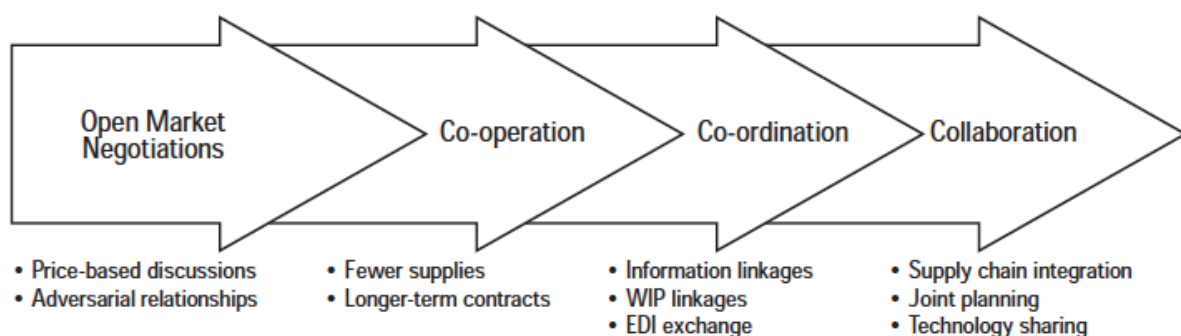 Open Market
Negotiations
Co-operation
Co-ordination
Collaboration
• Price-based discussions
• Adversarial relationships
• Fewer supplies
• Longer-term contracts
• Information linkages
• WIP linkages
• EDI exchange
• Supply chain integration
• Joint planning
• Technology sharing